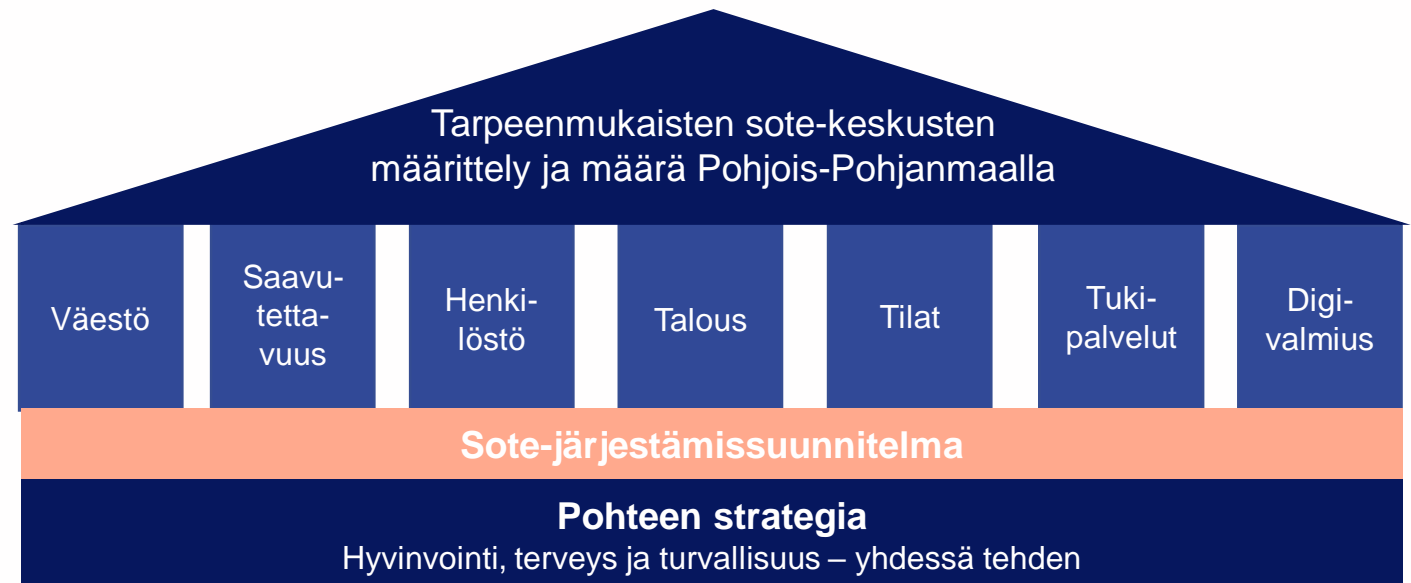 Tarpeenmukaisten sote-keskusten
määrittely ja määrä Pohjois-Pohjanmaalla
Väestö
Saavu-
tetta-
vuus
Henki-
löstö
Talous
Tilat
Tuki-
palvelut
Digi-
valmius
Sote-järjestämissuunnitelma
Pohteen strategia
Hyvinvointi, terveys ja turvallisuus – yhdessä tehden